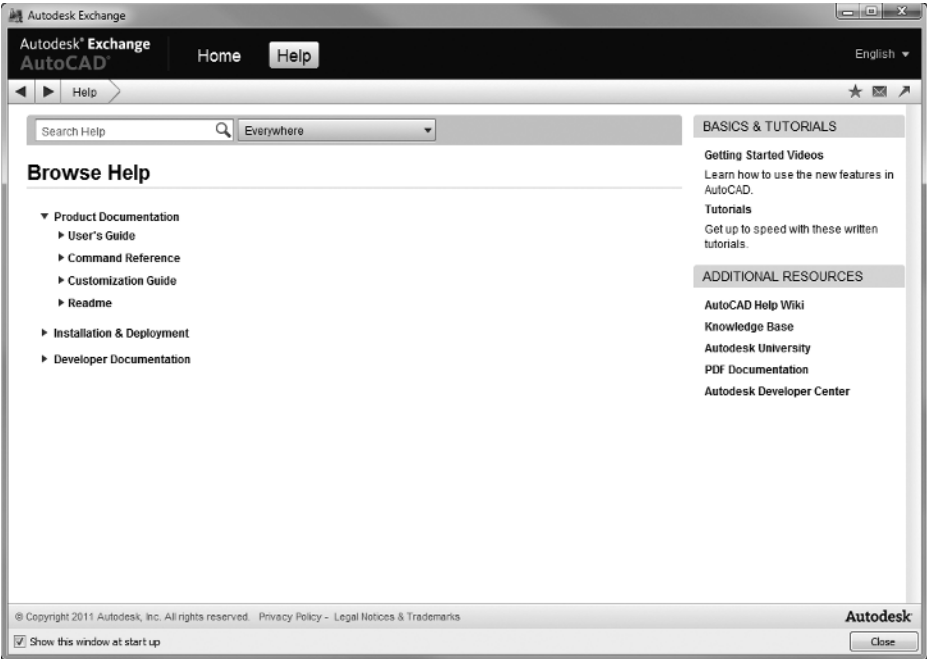 Autodesk Exchange
Autodesk® Exchange
AutoCAD®
Home
Help
English
Help
Search Help
Everywhere
Browse Help
Product Documentation
User's Guide
Command Reference
Customization Guide
Readme
Installation & Deployment
Developer Documentation
BASICS & TUTORIALS
Getting Started Videos
Learn how to use the new features in
AutoCAD.
Tutorials
Get up to speed with these written
tutorials.
ADDITIONAL RESOURCES
AutoCAD Help Wiki
Knowledge Base
Autodesk University
PDF Documentation
Autodesk Developer Center
© Copyright 2011 Autodesk, Inc. All rights reserved. Privacy Policy - Legal Notices & Trademarks
Autodesk
Show this window at start up
Close